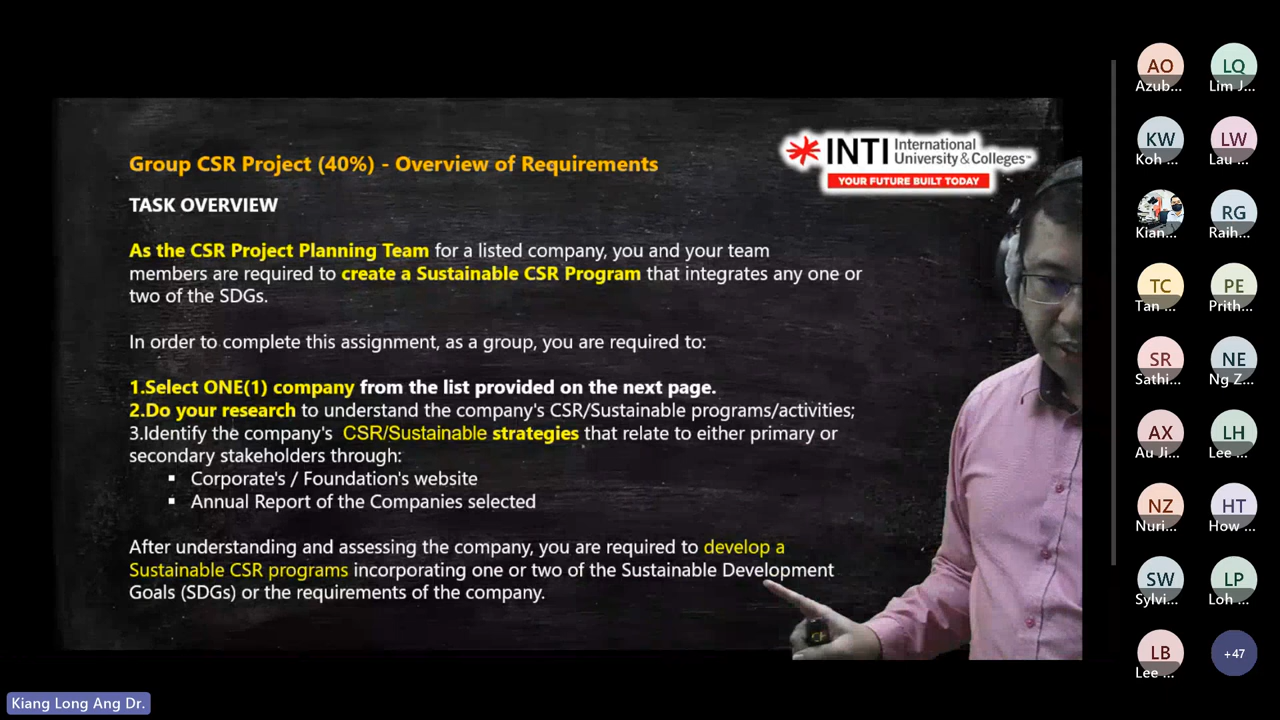 Group CSR Project (40%) - Overview of Requirements
INTI International
University & Colleges
YOUR FUTURE BUILT TODAY
TASK OVERVIEW
As the CSR Project Planning Team for a listed company, you and your team
members are required to create a Sustainable CSR Program that integrates any one or
two of the SDGs.
In order to complete this assignment, as a group, you are required to:
1.Select ONE(1) company from the list provided on the next page.
2.Do your research to understand the company's CSR/Sustainable programs/activities;
3.Identify the company's CSR/Sustainable strategies that relate to either primary or
secondary stakeholders through:
▪ Corporate's / Foundation's website
▪ Annual Report of the Companies selected
After understanding and assessing the company, you are required to develop a
Sustainable CSR programs incorporating one or two of the Sustainable Development
Goals (SDGs) or the requirements of the company.
Kiang Long Ang Dr.
AO
Azub...
LQ
Lim J...
KW
Koh ...
LW
Lau ...
Kian...
RG
Raih...
TC
Tan ...
PE
Prith...
SR
Sathi...
NE
Ng Z...
AX
Au Ji...
LH
Lee ...
NZ
Nuri...
HT
How ...
SW
Sylvi...
LP
Loh ...
LB
Lee ...
+47